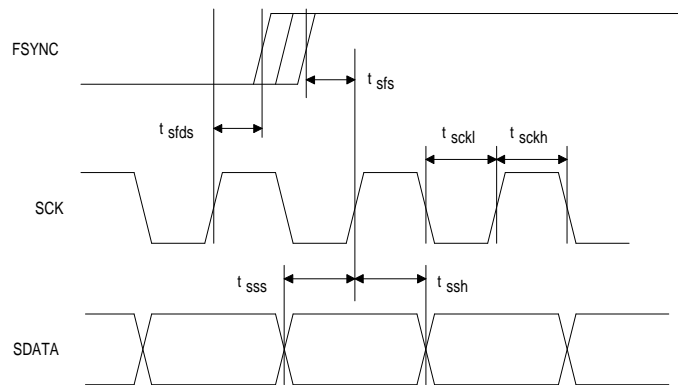 FSYNC
t sfs
t sfds
t sckl
t sckh
SCK
t sss
t ssh
SDATA